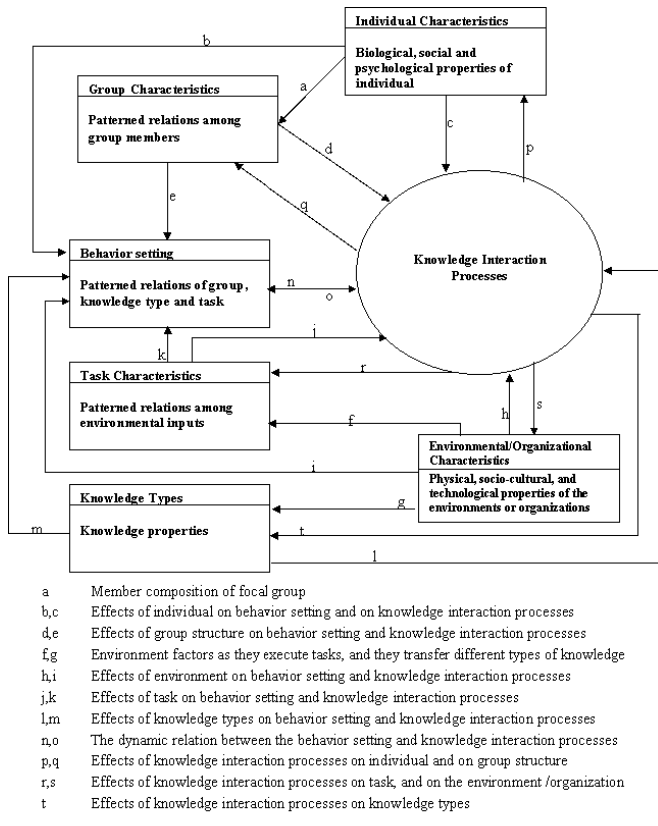 Individual Characteristics
Biological, social and
psychological properties of
individual
b
Group Characteristics
Patterned relations among
group members
a
c
p
d
e
q
Behavior setting
Patterned relations of group,
knowledge type and task
Knowledge Interaction
Processes
n
o
j
k
Task Characteristics
Patterned relations among
environmental inputs
r
h
s
f
Environmental/Organizational
Characteristics
Physical, socio-cultural, and
technological properties of the
environments or organizations
i
Knowledge Types
Knowledge properties
g
m
t
l
a Member composition of focal group
b,c Effects of individual on behavior setting and on knowledge interaction processes
d,e Effects of group structure on behavior setting and knowledge interaction processes
f,g Environment factors as they execute tasks, and they transfer different types of knowledge
h,i Effects of environment on behavior setting and knowledge interaction processes
j,k Effects of task on behavior setting and knowledge interaction processes
l,m Effects of knowledge types on behavior setting and knowledge interaction processes
n,o The dynamic relation between the behavior setting and knowledge interaction processes
p,q Effects of knowledge interaction processes on individual and on group structure
r,s Effects of knowledge interaction processes on task, and on the environment /organization
t Effects of knowledge interaction processes on knowledge types